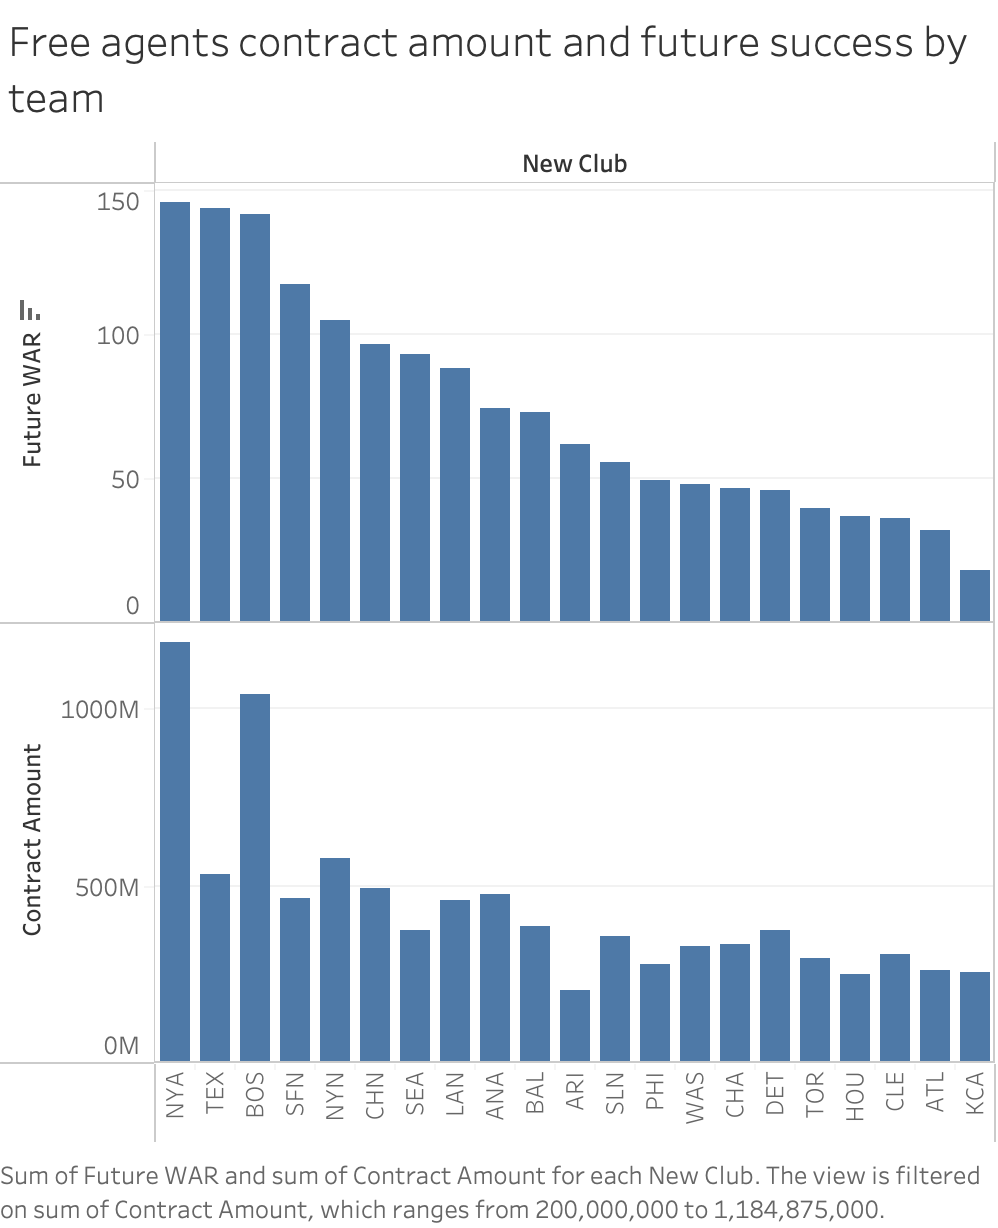 Free agents contract amount and future success by
team
New Club
150
100
50
0
Future WAR
1000M
500M
0M
Contract Amount
NYA
TEX
BOS
SFN
NYN
CHN
SEA
LAN
ANA
BAL
ARI
SLN
PHI
WAS
CHA
DET
TOR
HOU
CLE
ATL
KCA
Sum of Future WAR and sum of Contract Amount for each New Club. The view is filtered
on sum of Contract Amount, which ranges from 200,000,000 to 1,184,875,000.